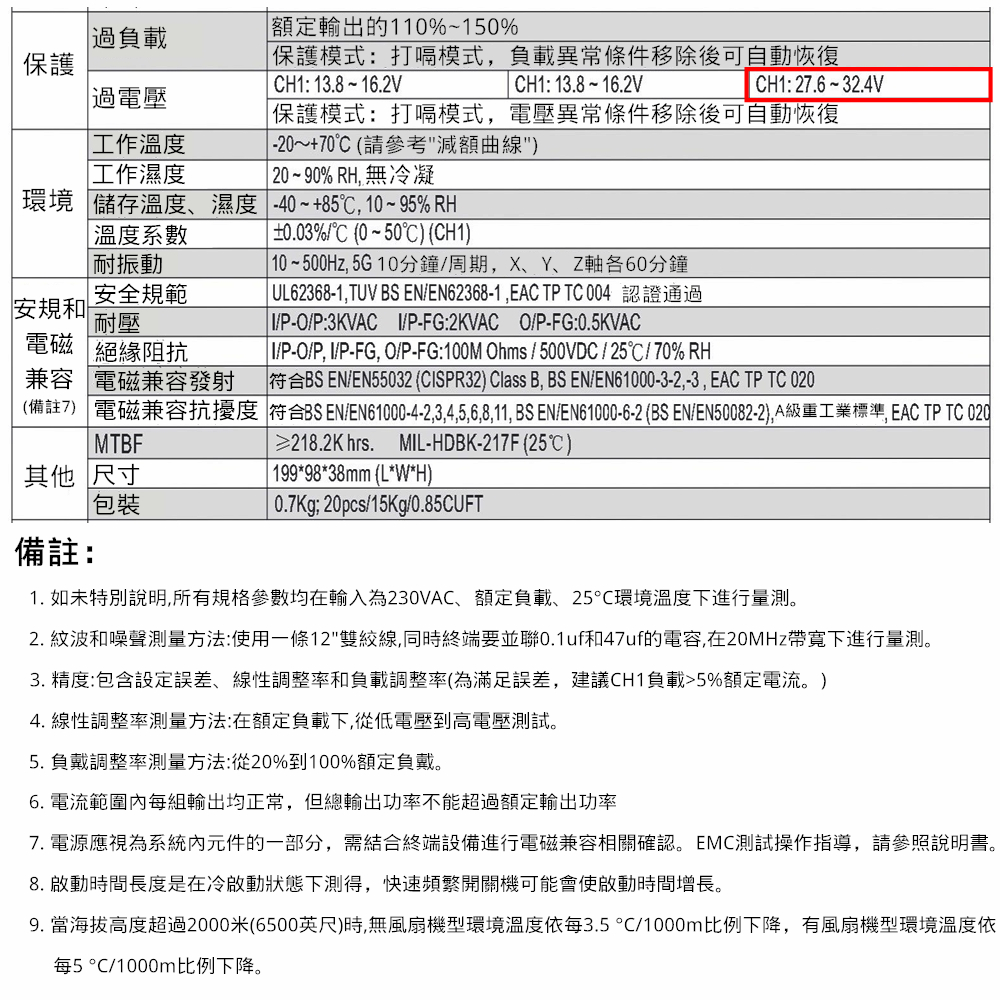 保護
過負載
額定輸出的110%~150%
保護模式：打嗝模式，負載異常條件移除後可自動恢復
過電壓
CH1: 13.8 ~ 16.2V CH1: 13.8 ~ 16.2V CH1: 27.6 ~ 32.4V
保護模式：打嗝模式，電壓異常條件移除後可自動恢復
環境
工作溫度 -20～+70℃ (請參考"減額曲線")
工作濕度 20 ~ 90% RH, 無冷凝
儲存溫度、濕度 -40 ~ +85℃, 10 ~ 95% RH
溫度系數 ±0.03%/℃ (0 ~ 50℃) (CH1)
耐振動 10 ~ 500Hz, 5G 10分鐘/周期，X、Y、Z軸各60分鐘
安規和
電磁
兼容
(備註7)
安全規範 UL62368-1,TUV BS EN/EN62368-1 ,EAC TP TC 004 認證通過
耐壓 I/P-O/P:3KVAC I/P-FG:2KVAC O/P-FG:0.5KVAC
絕緣阻抗 I/P-O/P, I/P-FG, O/P-FG:100M Ohms / 500VDC / 25℃/ 70% RH
電磁兼容發射 符合BS EN/EN55032 (CISPR32) Class B, BS EN/EN61000-3-2,-3 , EAC TP TC 020
電磁兼容抗擾度 符合BS EN/EN61000-4-2,3,4,5,6,8,11, BS EN/EN61000-6-2 (BS EN/EN50082-2),A級重工業標準, EAC TP TC 020
其他
MTBF ≥218.2K hrs. MIL-HDBK-217F (25℃)
尺寸 199*98*38mm (L*W*H)
包裝 0.7Kg; 20pcs/15Kg/0.85CUFT
備註：
1. 如未特別說明,所有規格參數均在輸入為230VAC、額定負載、25°C環境溫度下進行量測。
2. 紋波和噪聲測量方法:使用一條12"雙絞線,同時終端要並聯0.1uf和47uf的電容,在20MHz帶寬下進行量測。
3. 精度:包含設定誤差、線性調整率和負載調整率(為滿足誤差，建議CH1負載>5%額定電流。)
4. 線性調整率測量方法:在額定負載下,從低電壓到高電壓測試。
5. 負戴調整率測量方法:從20%到100%額定負戴。
6. 電流範圍內每組輸出均正常，但總輸出功率不能超過額定輸出功率
7. 電源應視為系統內元件的一部分，需結合終端設備進行電磁兼容相關確認。EMC測試操作指導，請參照說明書。
8. 啟動時間長度是在冷啟動狀態下測得，快速頻繁開關機可能會使啟動時間增長。
9. 當海拔高度超過2000米(6500英尺)時,無風扇機型環境溫度依每3.5 °C/1000m比例下降，有風扇機型環境溫度依
每5 °C/1000m比例下降。